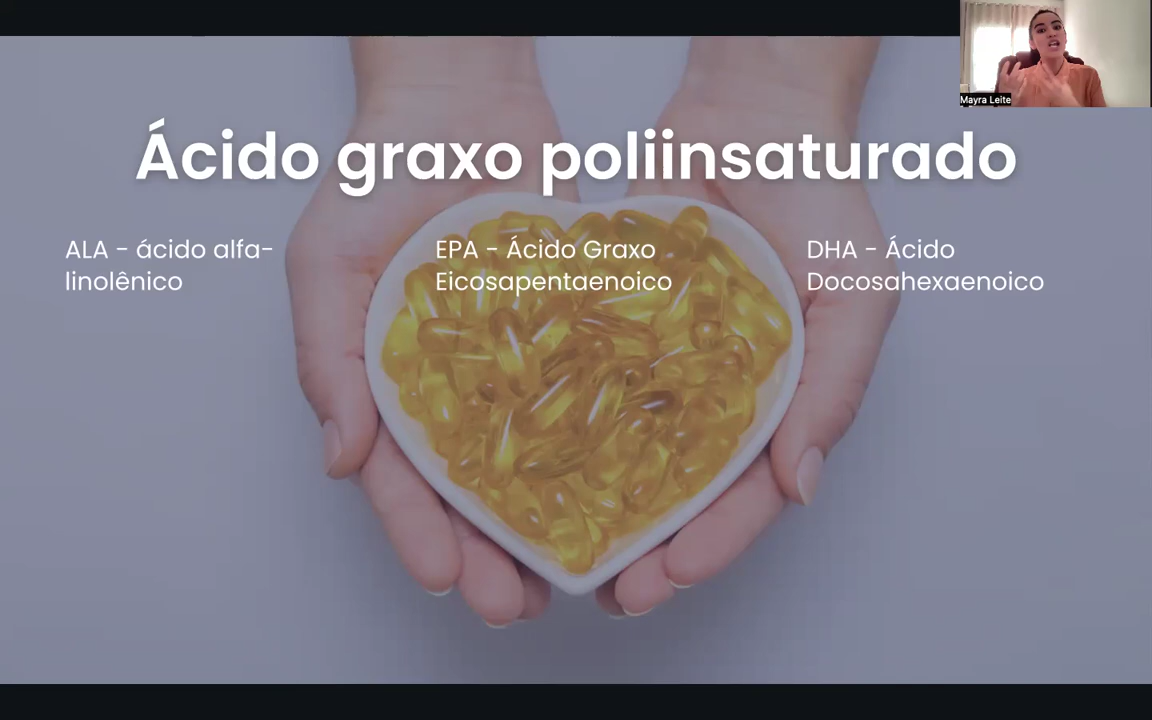 Mayra Leite
Ácido graxo poliinsaturado
ALA - ácido alfa-
linolênico
EPA - Ácido Graxo
Eicosapentaenoico
DHA - Ácido
Docosahexaenoico